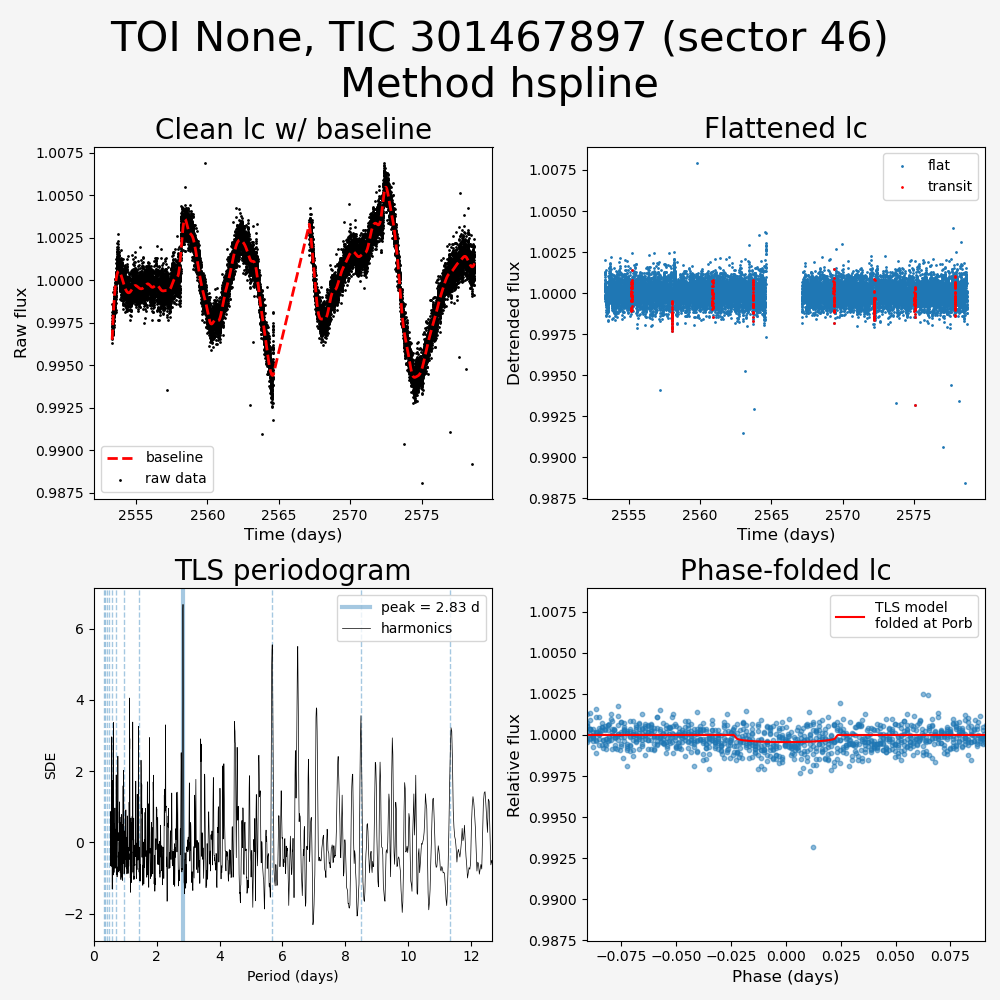 TOI None, TIC 301467897 (sector 46)
Method hspline
Clean lc w/ baseline
1.0075
1.0050
1.0025
1.0000
0.9975
0.9950
0.9925
0.9900
0.9875
Raw flux
baseline
raw data
2555
2560
2565
2570
2575
Time (days)
Flattened lc
1.0075
1.0050
1.0025
1.0000
0.9975
0.9950
0.9925
0.9900
0.9875
Detrended flux
flat
transit
2555
2560
2565
2570
2575
Time (days)
TLS periodogram
6
4
2
0
−2
SDE
peak = 2.83 d
harmonics
0
2
4
6
8
10
12
Period (days)
Phase-folded lc
1.0075
1.0050
1.0025
1.0000
0.9975
0.9950
0.9925
0.9900
0.9875
Relative flux
TLS model
folded at Porb
−0.075
−0.050
−0.025
0.000
0.025
0.050
0.075
Phase (days)